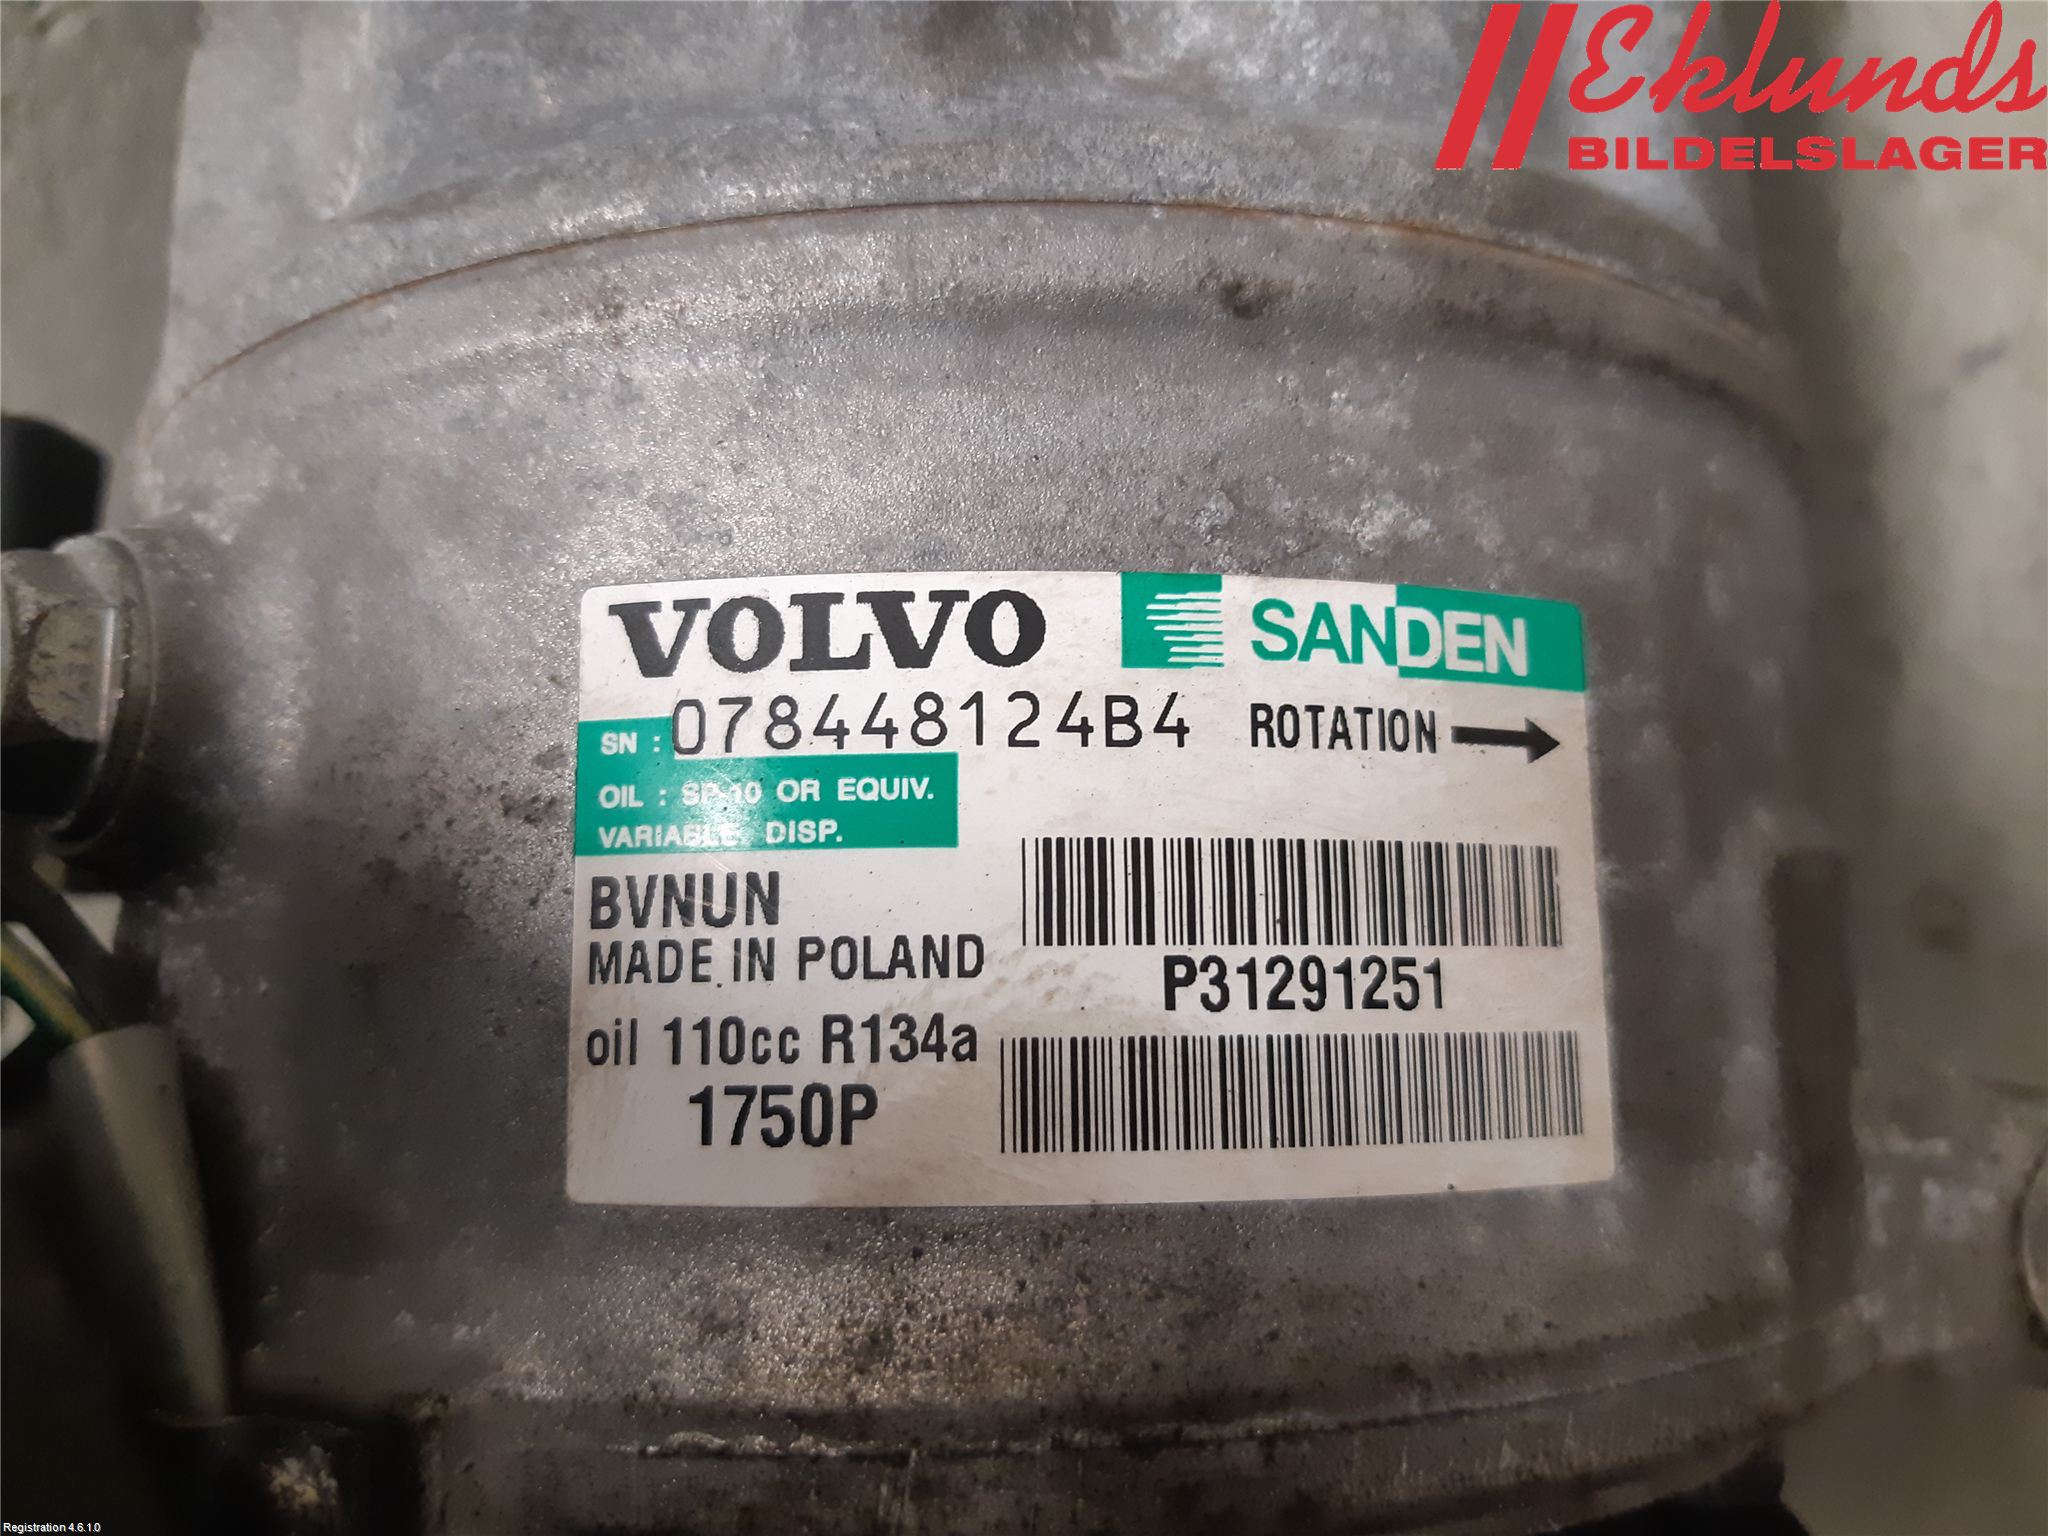 Eklunds
BILDELSLAGER
VOLVO SANDEN
SN : 078448124B4 ROTATION
OIL : SP-10 OR EQUIV.
VARIABLE DISP.
BVNUN
MADE IN POLAND
P31291251
oil 110cc R134a
1750P
Registration 4.6.1.0